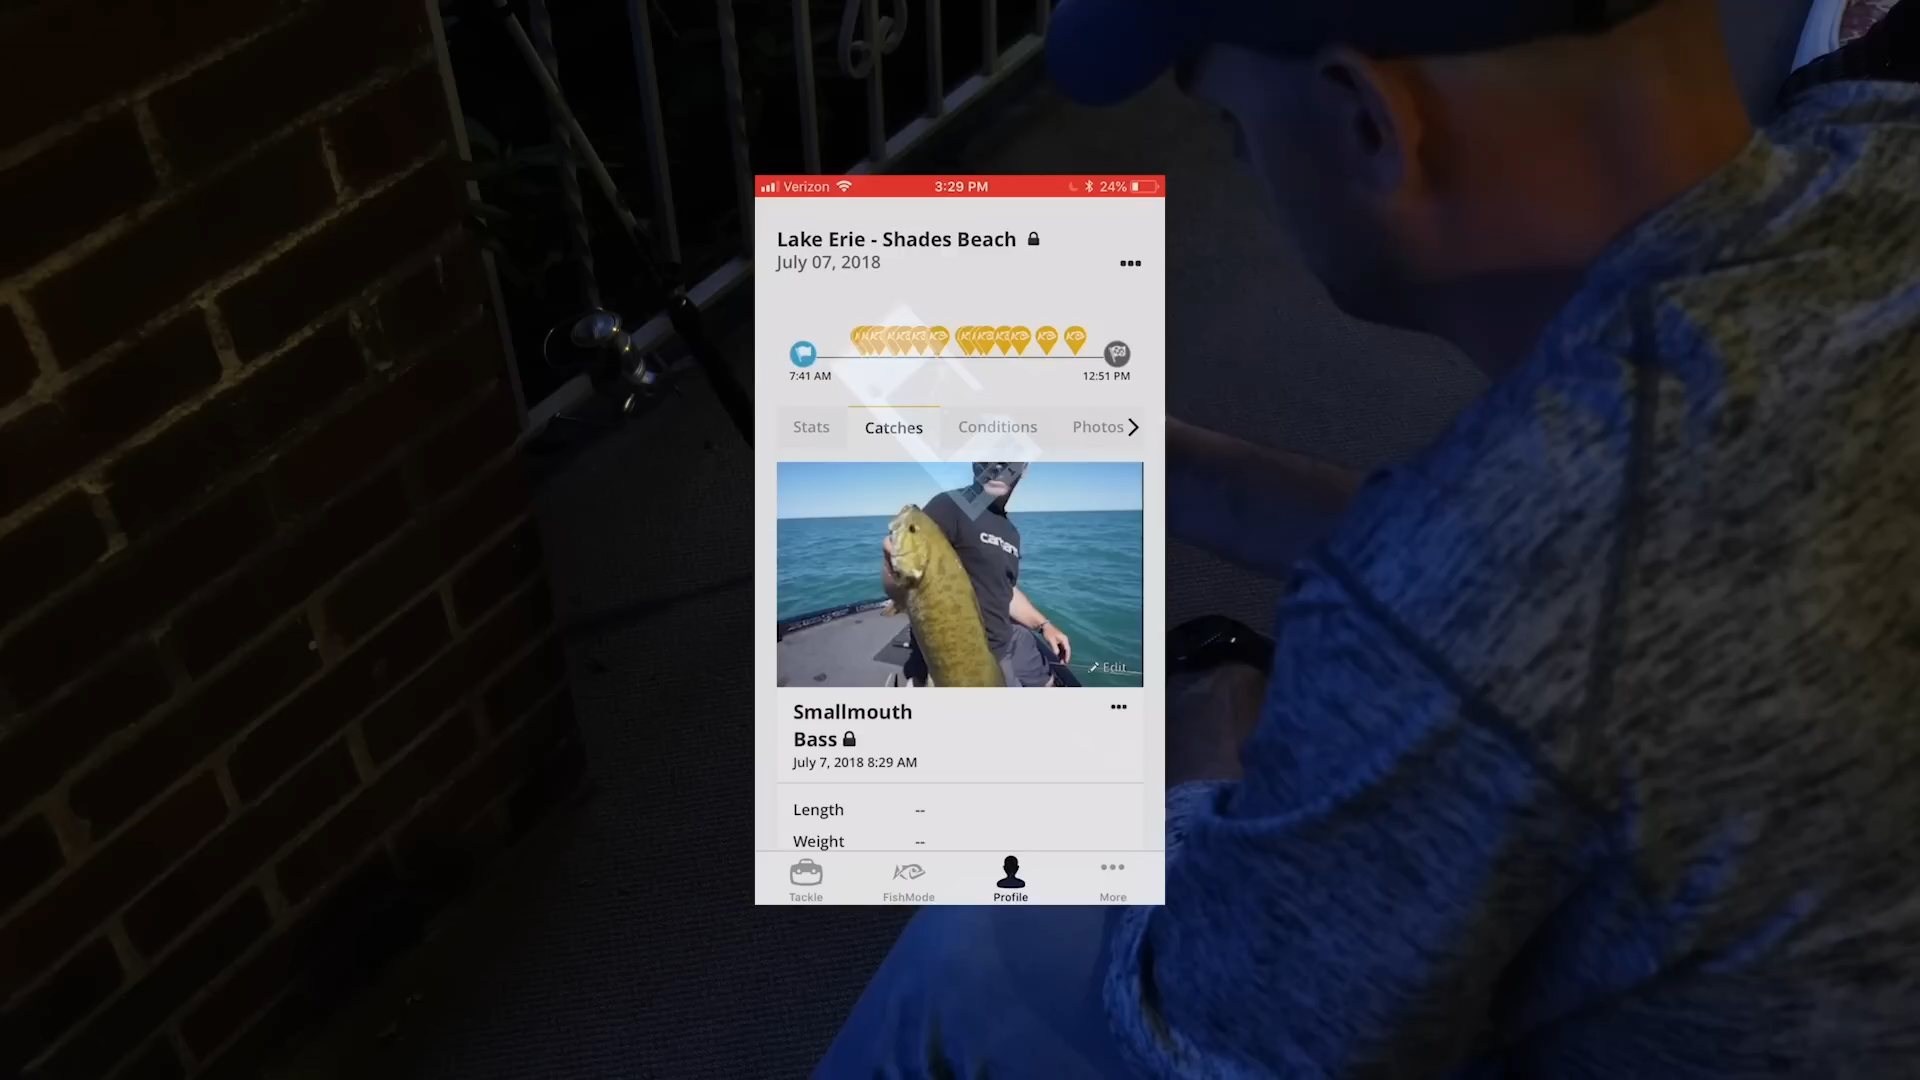 Verizon 3:29 PM 24%
Lake Erie - Shades Beach
July 07, 2018
7:41 AM 12:51 PM
Stats Catches Conditions Photos
Edit
Smallmouth
Bass
July 7, 2018 8:29 AM
Length --
Weight --
Tackle FishMode Profile More